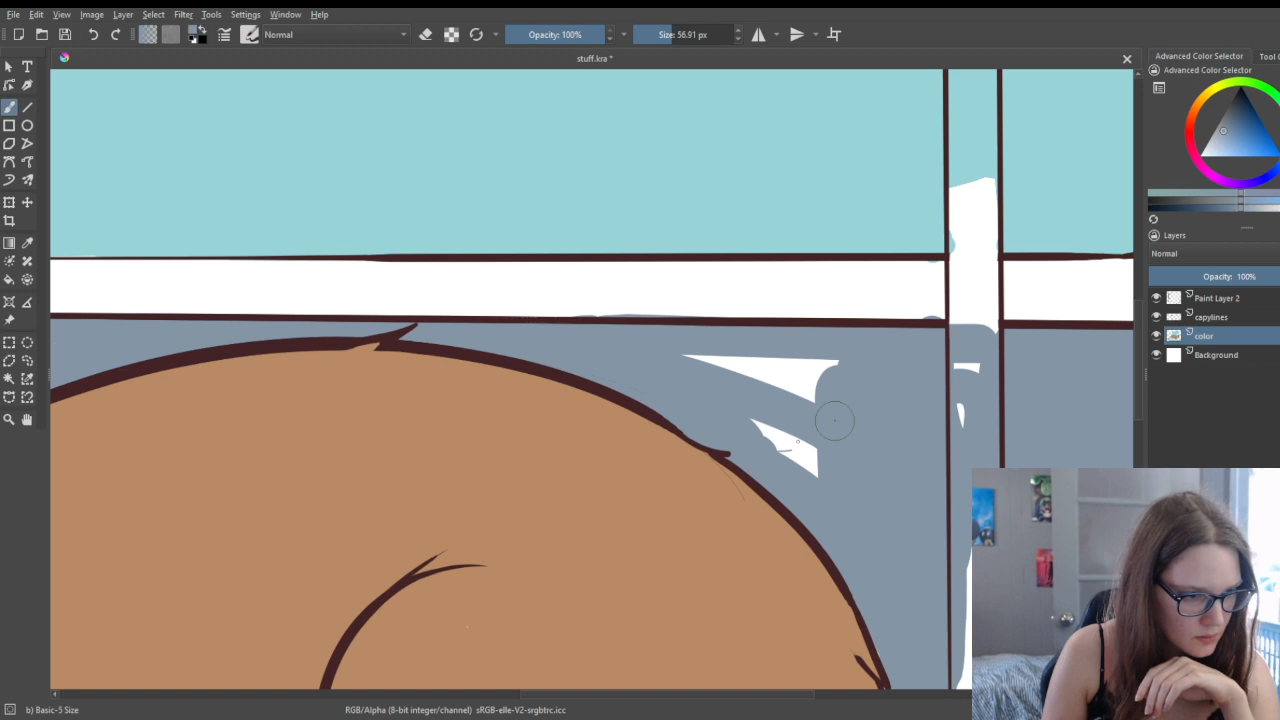 File Edit View Image Layer Select Filter Tools Settings Window Help
Normal Opacity: 100% Size: 56.91 px
stuff.kra *
Advanced Color Selector Tool
Advanced Color Selector
Layers
Normal
Opacity: 100%
Paint Layer 2
capylines
color
Background
b) Basic-5 Size RGB/Alpha (8-bit integer/channel) sRGB-elle-V2-srgbtrc.icc